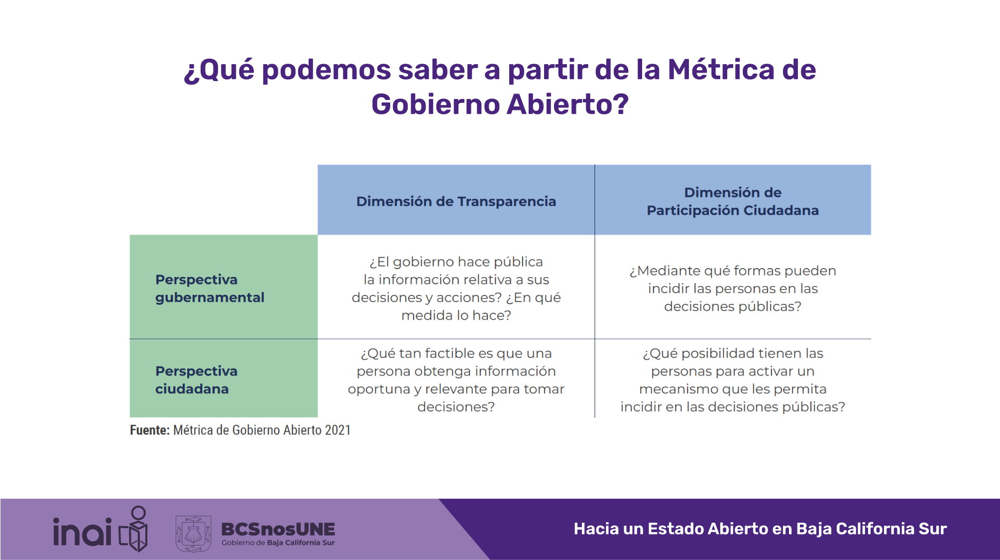 ¿Qué podemos saber a partir de la Métrica de
Gobierno Abierto?
Dimensión de Transparencia
Dimensión de
Participación Ciudadana
Perspectiva
gubernamental
¿El gobierno hace pública
la información relativa a sus
decisiones y acciones? ¿En qué
medida lo hace?
¿Mediante qué formas pueden
incidir las personas en las
decisiones públicas?
Perspectiva
ciudadana
¿Qué tan factible es que una
persona obtenga información
oportuna y relevante para tomar
decisiones?
¿Qué posibilidad tienen las
personas para activar un
mecanismo que les permita
incidir en las decisiones públicas?
Fuente: Métrica de Gobierno Abierto 2021
inai
BCSnosUNE
Gobierno de Baja California Sur
Hacia un Estado Abierto en Baja California Sur